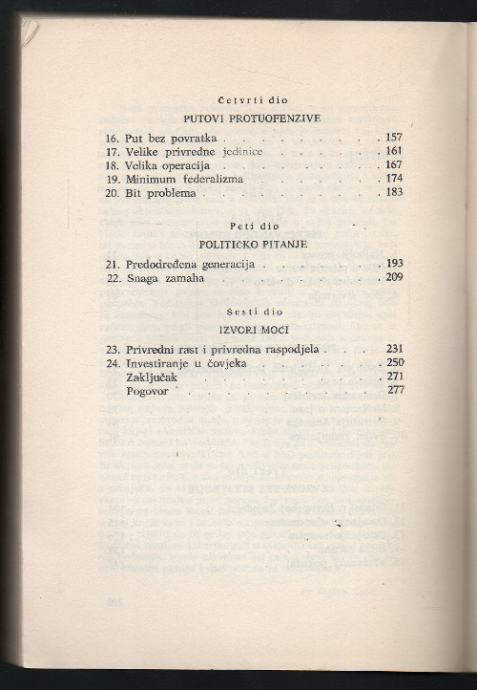 Četvrti dio
PUTOVI PROTUOFENZIVE
16. Put bez povratka . . . . . . . . . 157
17. Velike privredne jedinice . . . . . . 161
18. Velika operacija . . . . . . . . . 167
19. Minimum federalizma . . . . . . . 174
20. Bit problema . . . . . . . . . . 183
Peti dio
POLITIČKO PITANJE
21. Predodređena generacija . . . . . . . 193
22. Snaga zamaha . . . . . . . . . 209
Šesti dio
IZVORI MOĆI
23. Privredni rast i privredna raspodjela . . . . 231
24. Investiranje u čovjeka . . . . . . . 250
Zaključak . . . . . . . . . . 271
Pogovor . . . . . . . . . . . 277